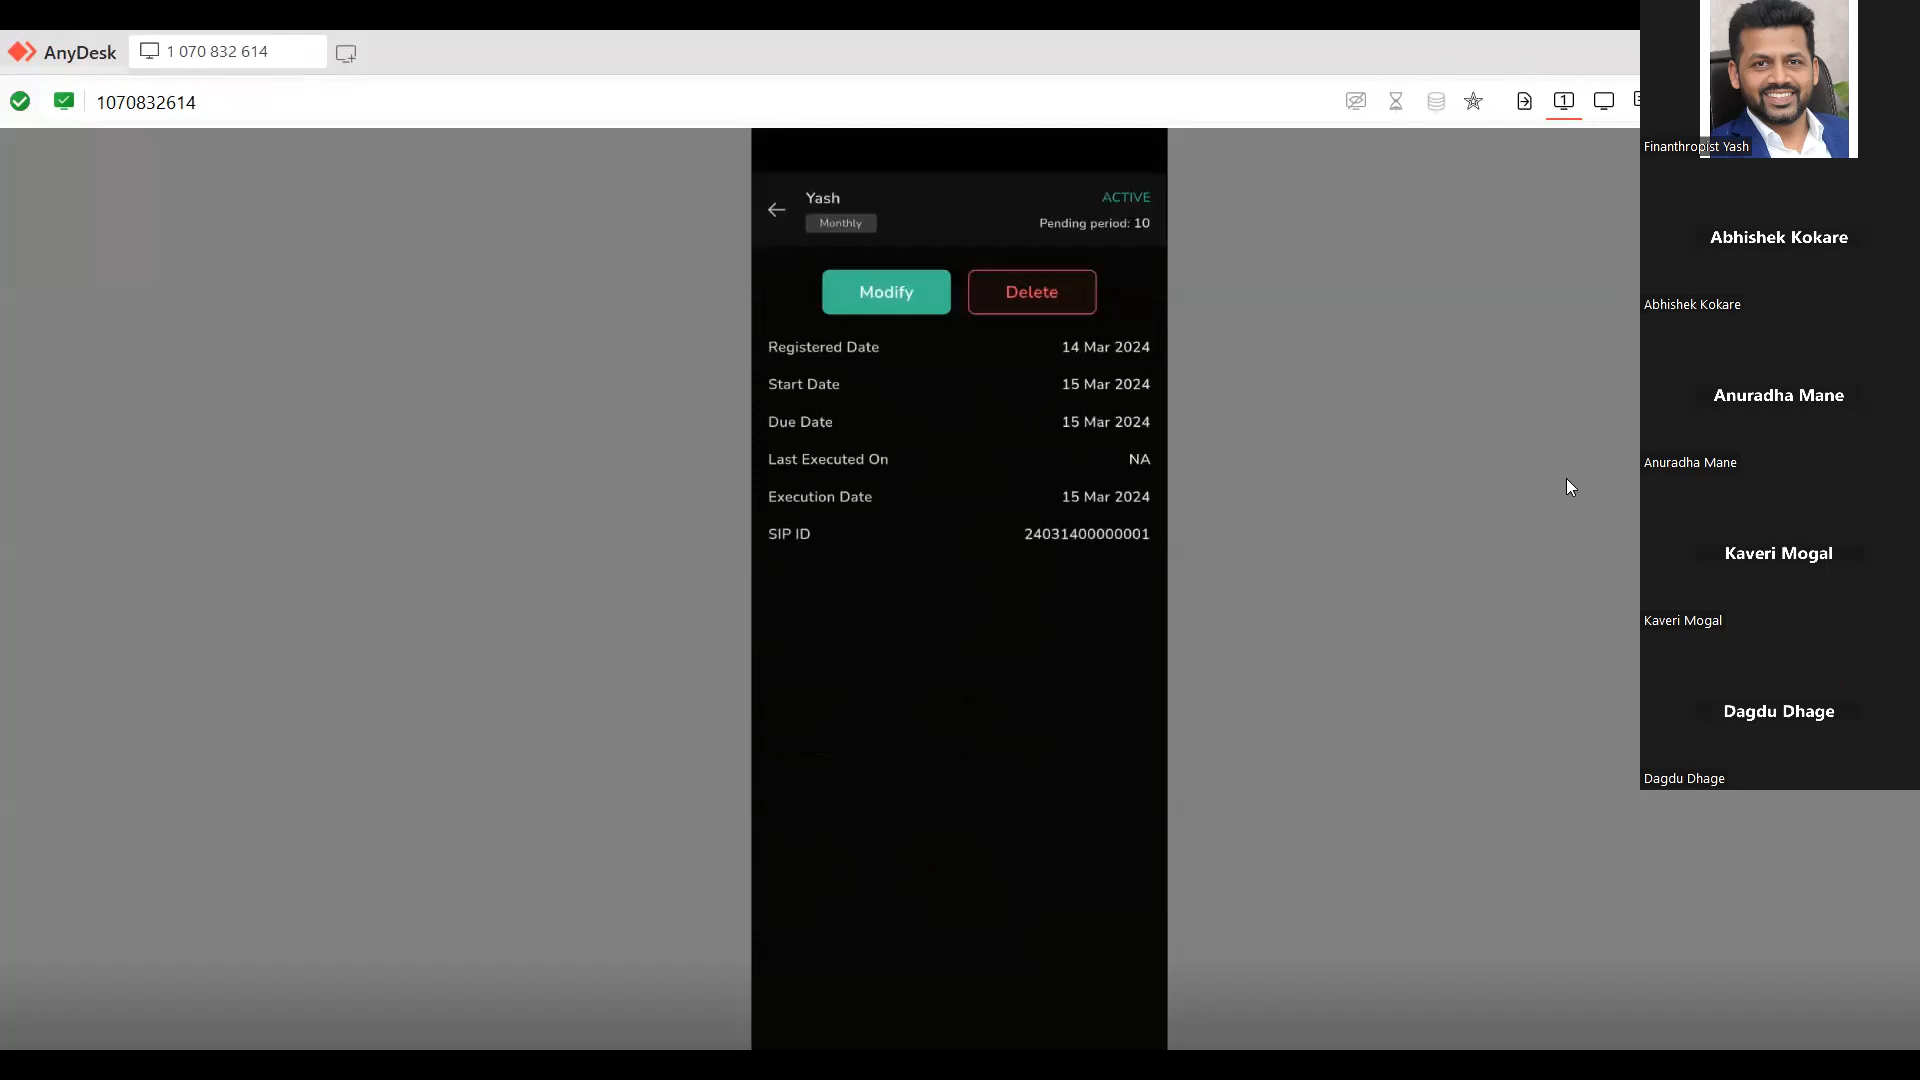 AnyDesk
1 070 832 614
1070832614
1
Yash
ACTIVE
Monthly
Pending period: 10
Modify
Delete
Registered Date
14 Mar 2024
Start Date
15 Mar 2024
Due Date
15 Mar 2024
Last Executed On
NA
Execution Date
15 Mar 2024
SIP ID
24031400000001
Finanthropist Yash
Abhishek Kokare
Abhishek Kokare
Anuradha Mane
Anuradha Mane
Kaveri Mogal
Kaveri Mogal
Dagdu Dhage
Dagdu Dhage